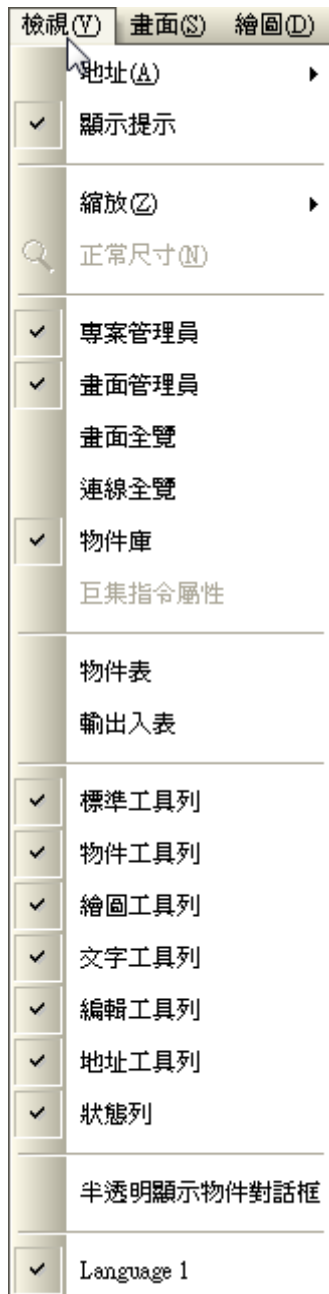 檢視(V) 畫面(S) 繪圖(D)
地址(A)
顯示提示
縮放(Z)
正常尺寸(N)
專案管理員
畫面管理員
畫面全覽
連線全覽
物件庫
巨集指令屬性
物件表
輸出入表
標準工具列
物件工具列
繪圖工具列
文字工具列
編輯工具列
地址工具列
狀態列
半透明顯示物件對話框
Language 1